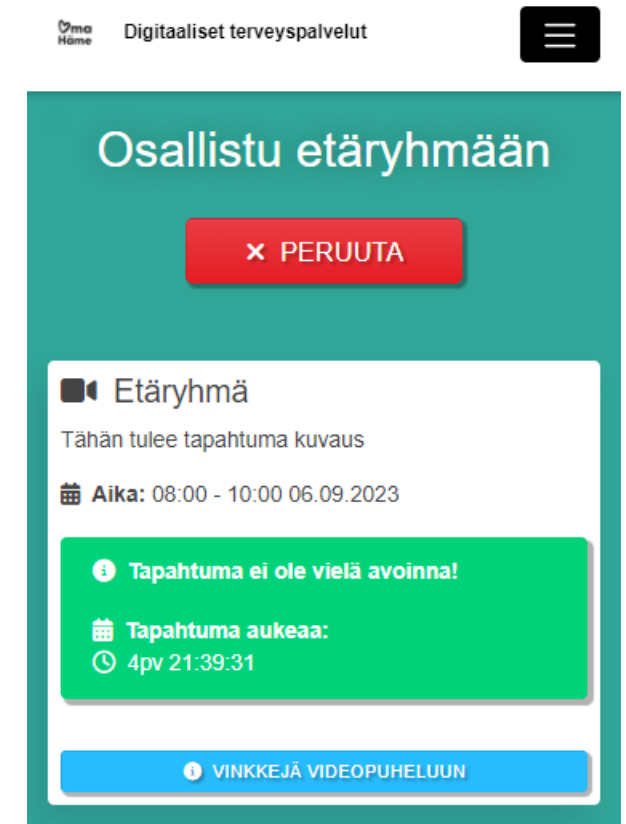 Oma
Häme
Digitaaliset terveyspalvelut
Osallistu etäryhmään
PERUUTA
Etäryhmä
Tähän tulee tapahtuma kuvaus
Aika: 08:00 - 10:00 06.09.2023
Tapahtuma ei ole vielä avoinna!
Tapahtuma aukeaa:
4pv 21:39:31
VINKKEJÄ VIDEOPUHELUUN